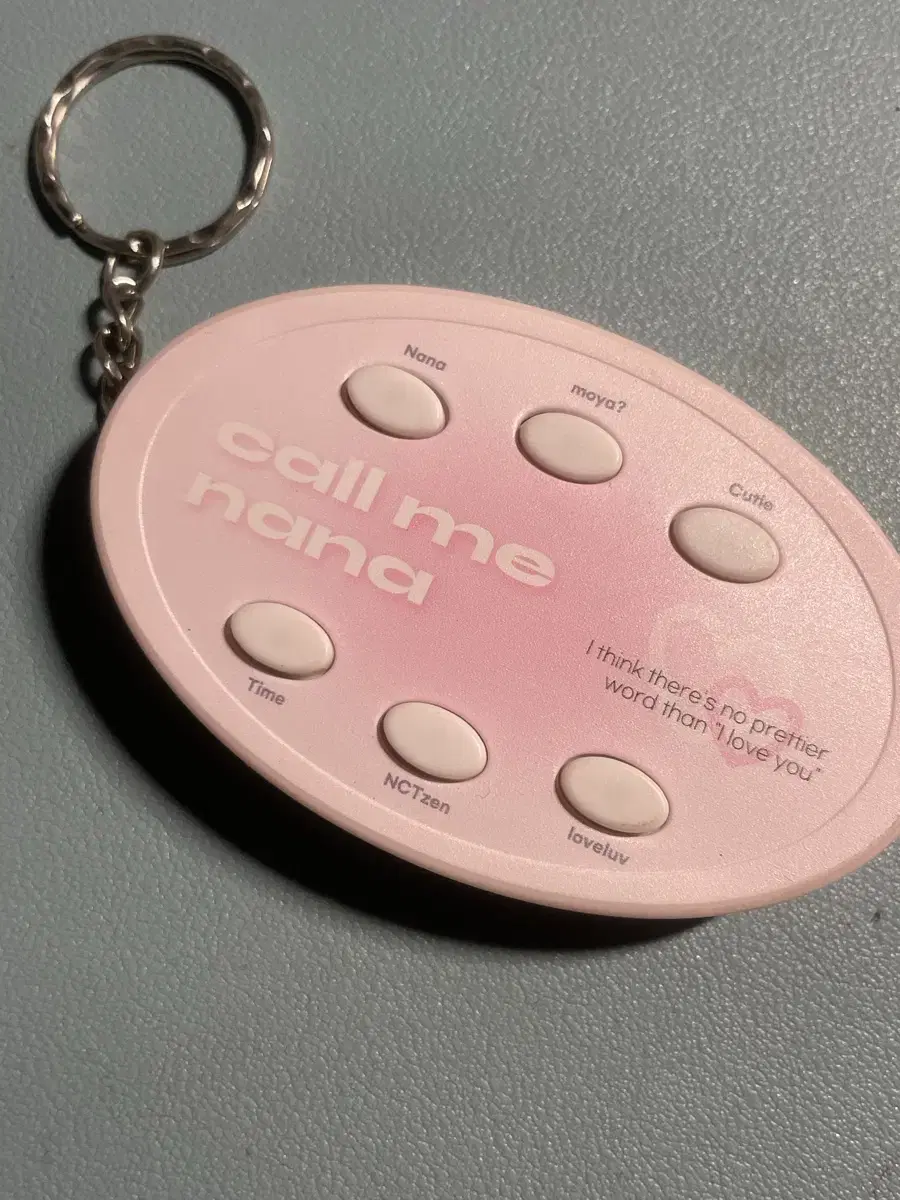 Nana
moya?
Cutie
call me
nana
I think there's no prettier
word than "I love you"
Time
NCTzen
loveluv